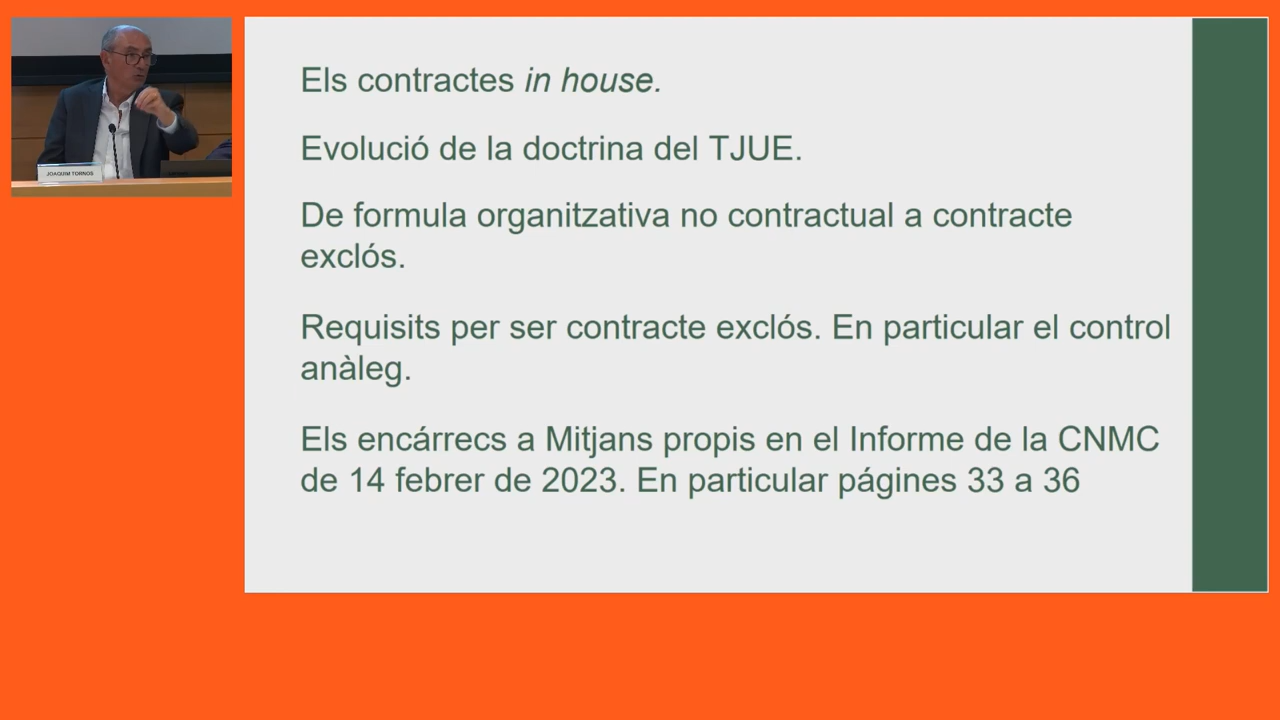 JOAQUIM TORNOS
Els contractes in house.
Evolució de la doctrina del TJUE.
De formula organitzativa no contractual a contracte
exclós.
Requisits per ser contracte exclós. En particular el control
anàleg.
Els encárrecs a Mitjans propis en el Informe de la CNMC
de 14 febrer de 2023. En particular págines 33 a 36